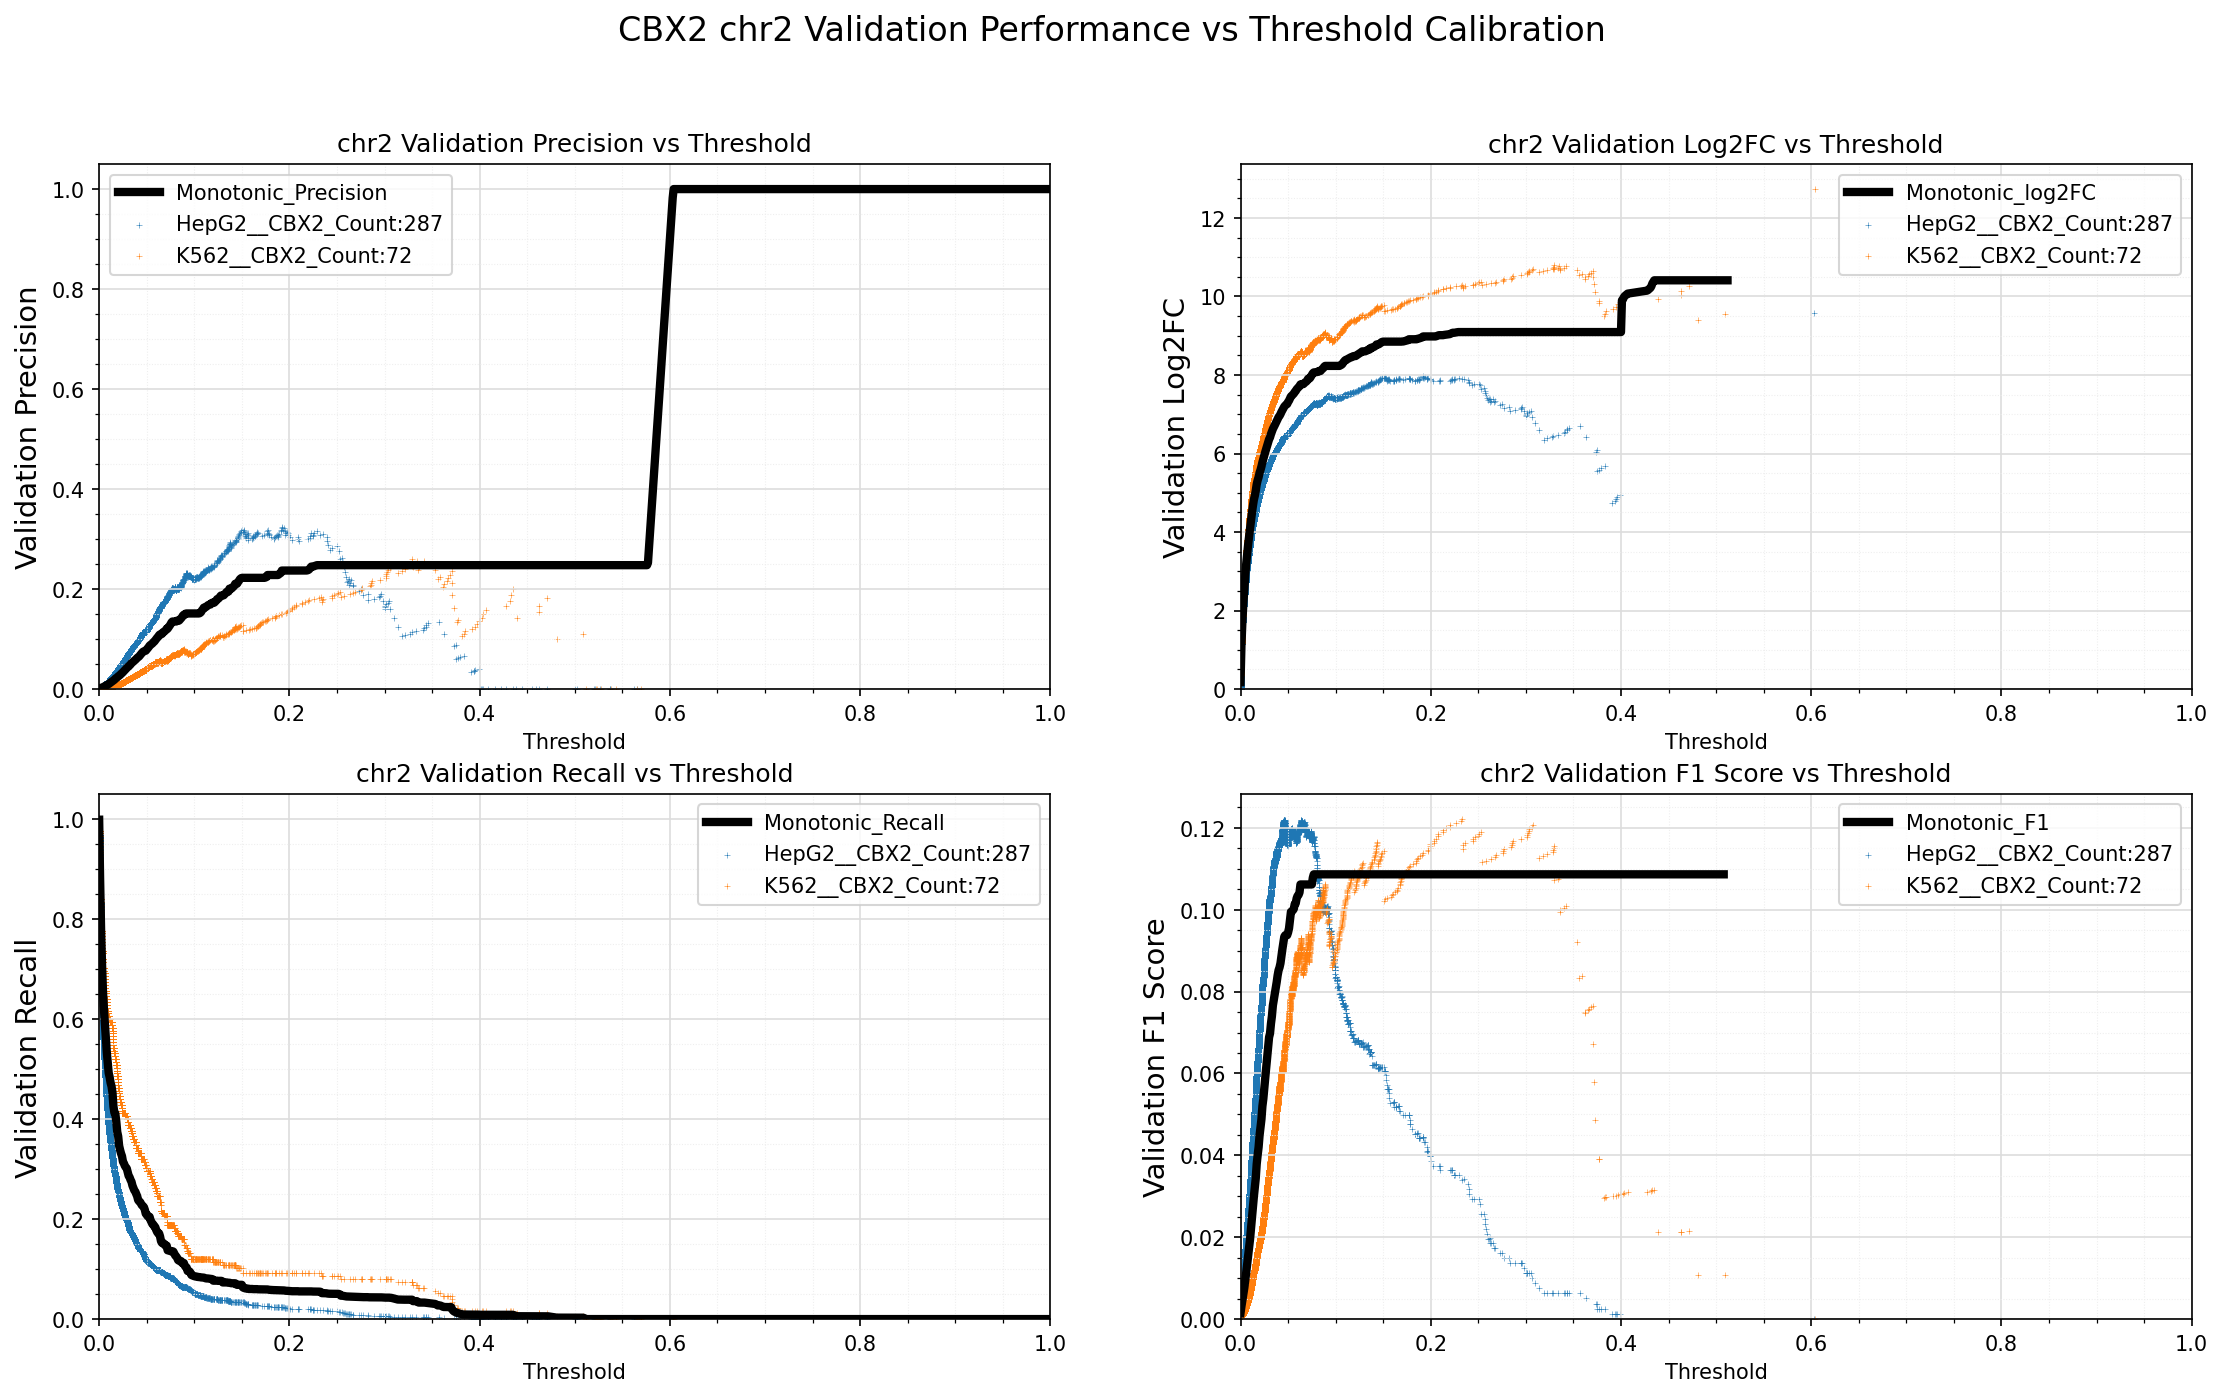 CBX2 chr2 Validation Performance vs Threshold Calibration
chr2 Validation Precision vs Threshold
Validation Precision
1.0
0.8
0.6
0.4
0.2
0.0
Monotonic_Precision
HepG2__CBX2_Count:287
K562__CBX2_Count:72
0.0 0.2 0.4 0.6 0.8 1.0
Threshold
chr2 Validation Log2FC vs Threshold
Validation Log2FC
12
10
8
6
4
2
0
Monotonic_log2FC
HepG2__CBX2_Count:287
K562__CBX2_Count:72
0.0 0.2 0.4 0.6 0.8 1.0
Threshold
chr2 Validation Recall vs Threshold
Validation Recall
1.0
0.8
0.6
0.4
0.2
0.0
Monotonic_Recall
HepG2__CBX2_Count:287
K562__CBX2_Count:72
0.0 0.2 0.4 0.6 0.8 1.0
Threshold
chr2 Validation F1 Score vs Threshold
Validation F1 Score
0.12
0.10
0.08
0.06
0.04
0.02
0.00
Monotonic_F1
HepG2__CBX2_Count:287
K562__CBX2_Count:72
0.0 0.2 0.4 0.6 0.8 1.0
Threshold